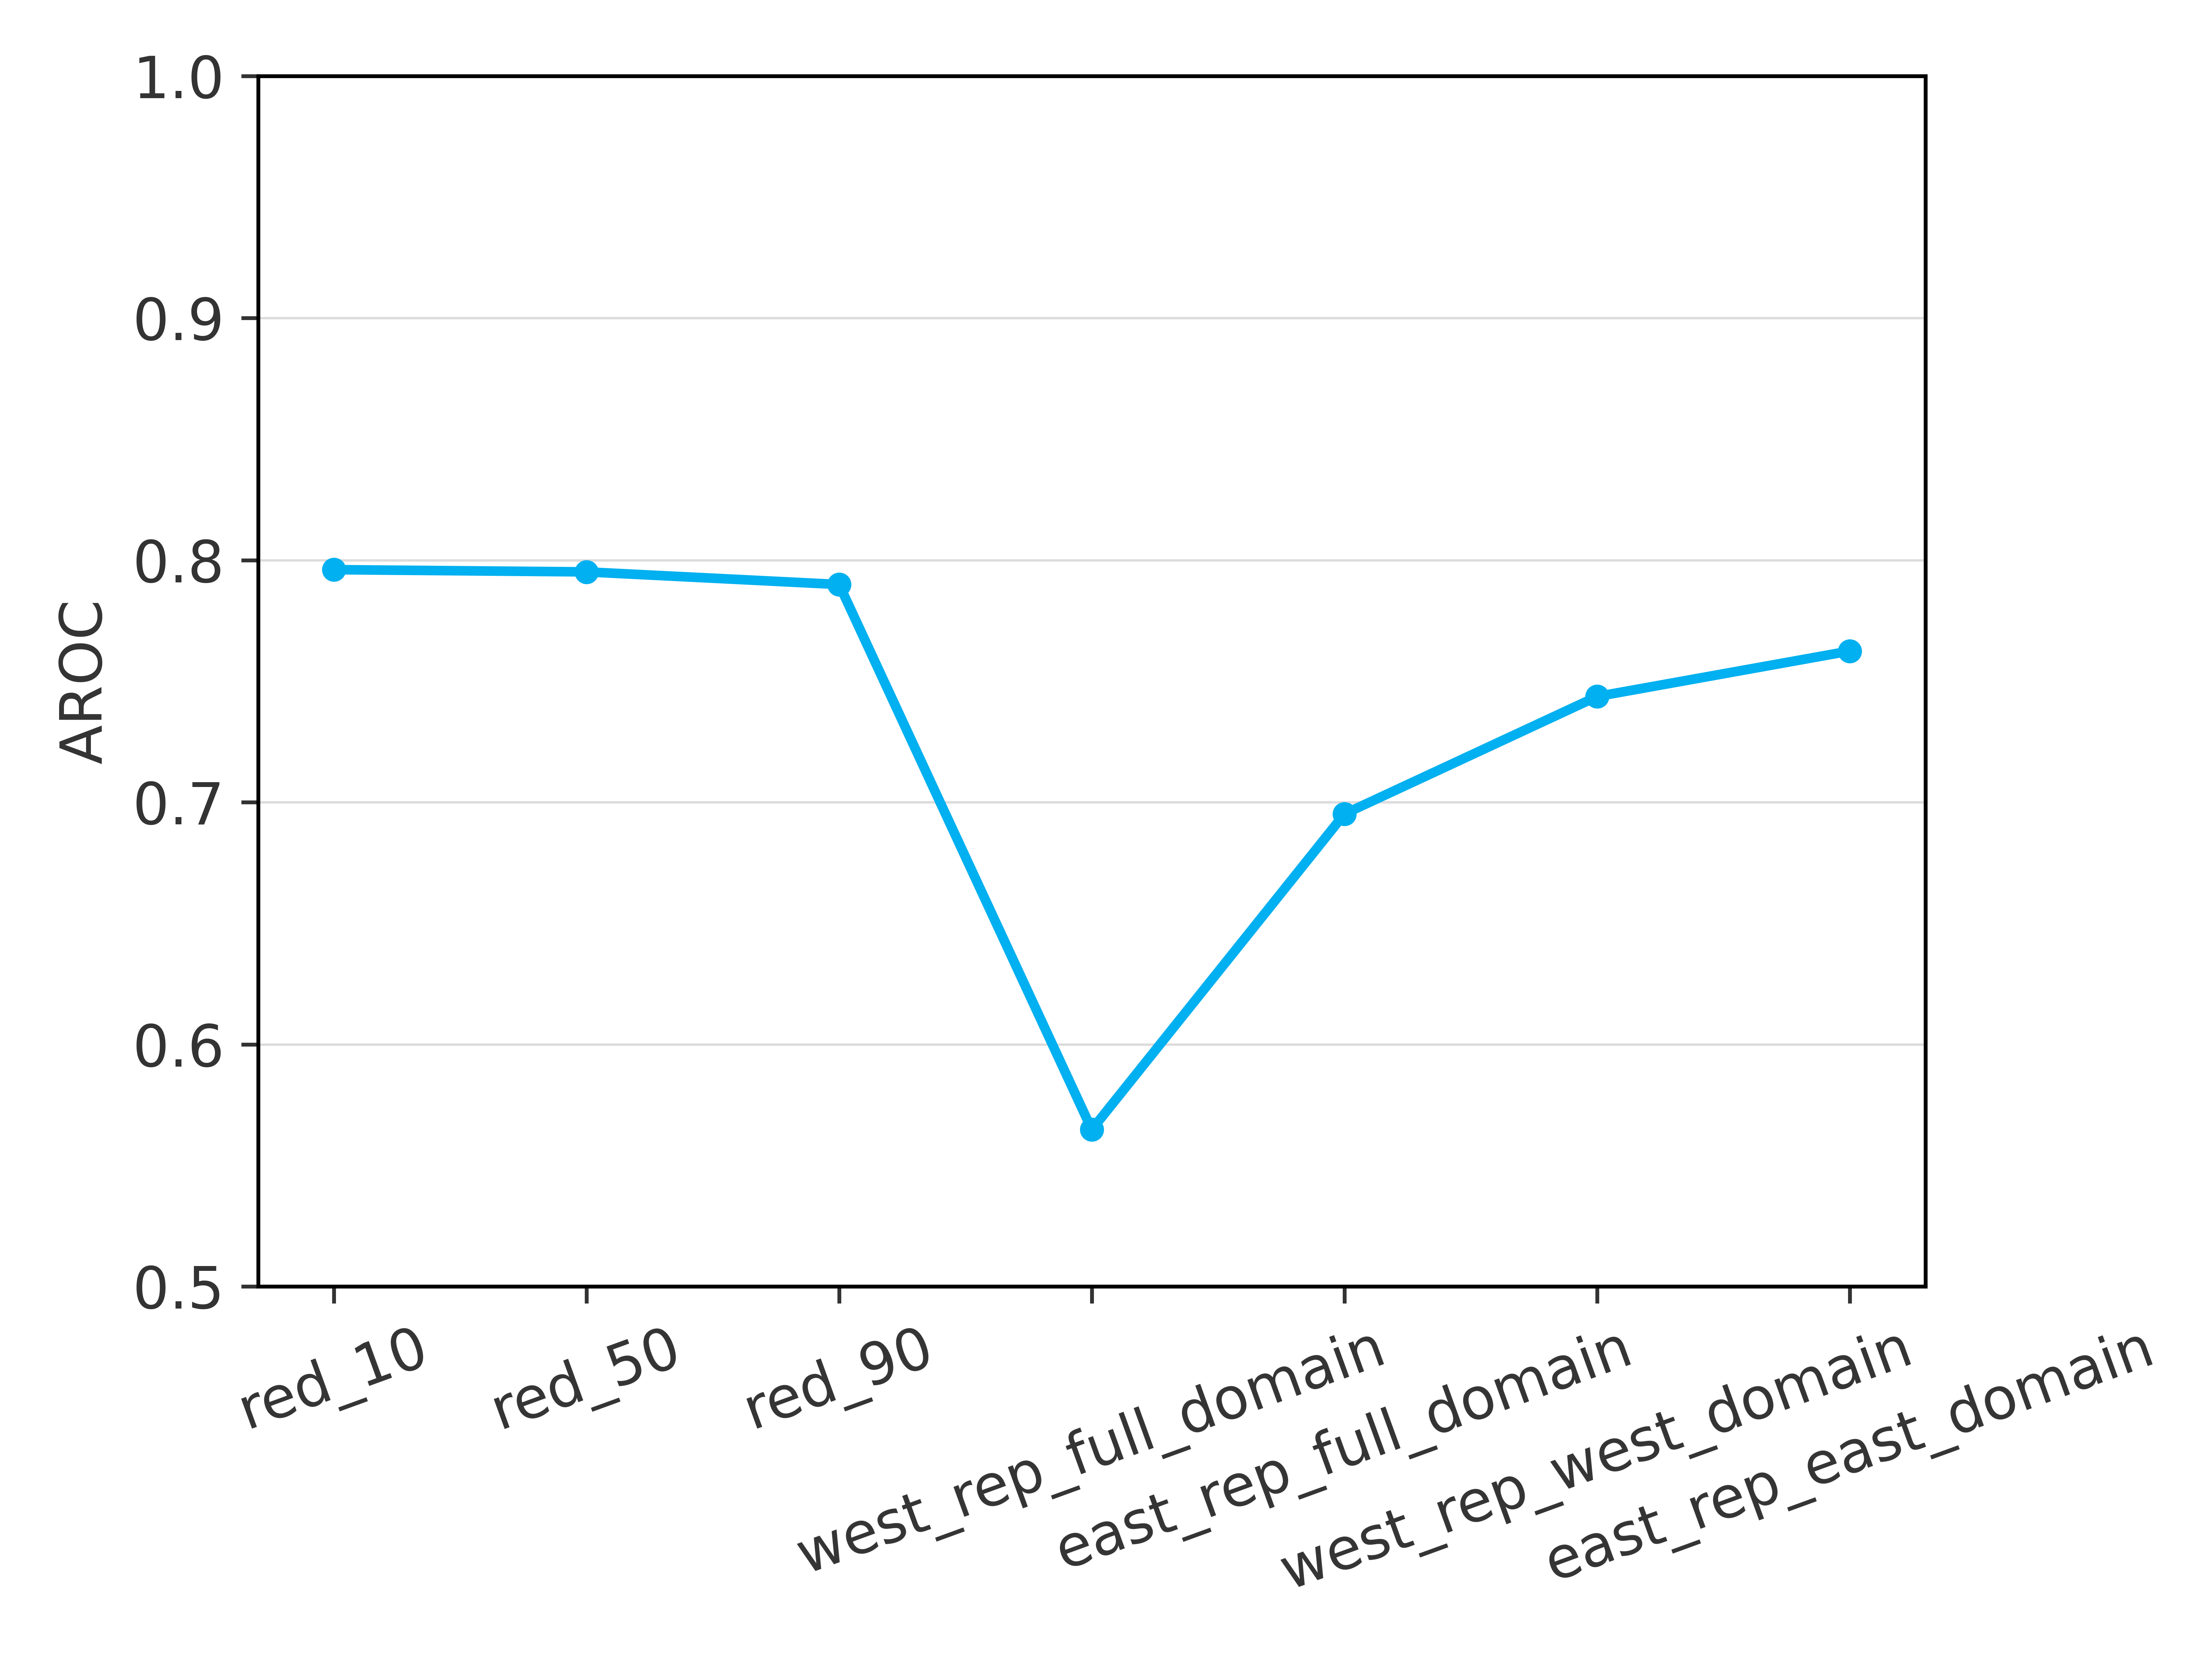 1.0
0.9
0.8
0.7
0.6
0.5
AROC
red_10
red_50
red_90
west_rep_full_domain
east_rep_full_domain
west_rep_west_domain
east_rep_east_domain